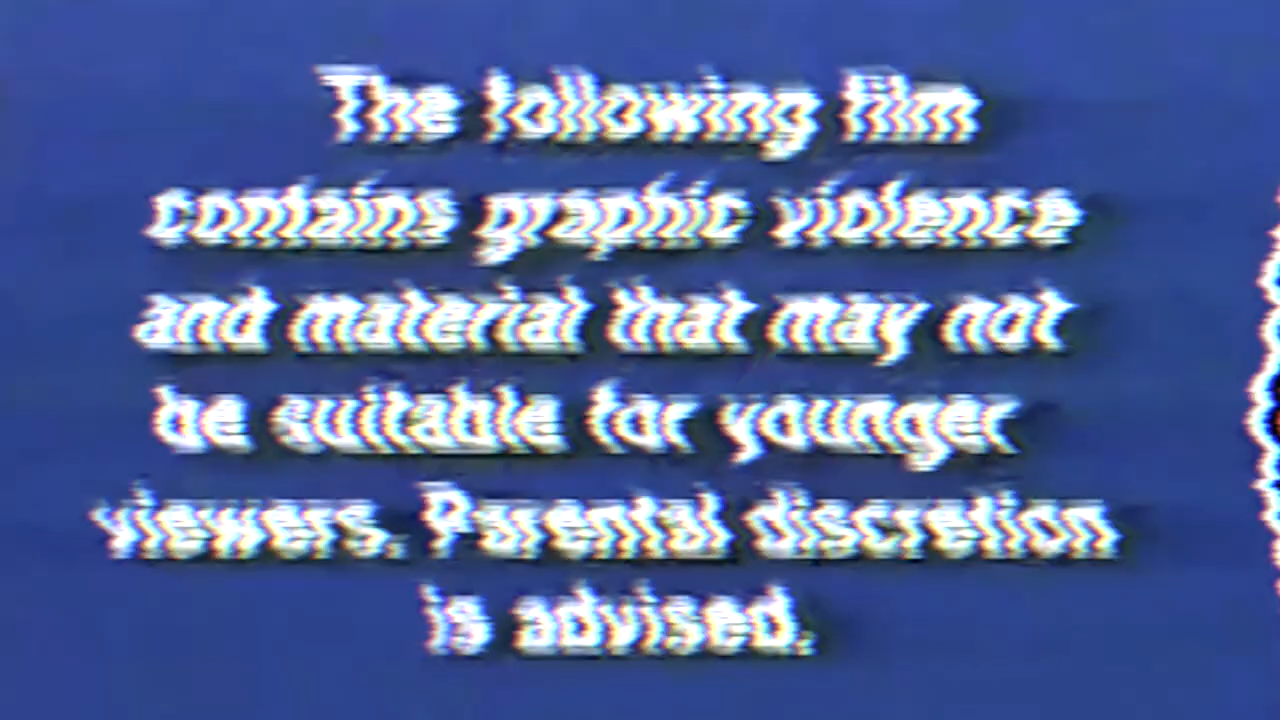 The following film
contains graphic violence
and material that may not
be suitable for younger
viewers. Parental discretion
is advised.